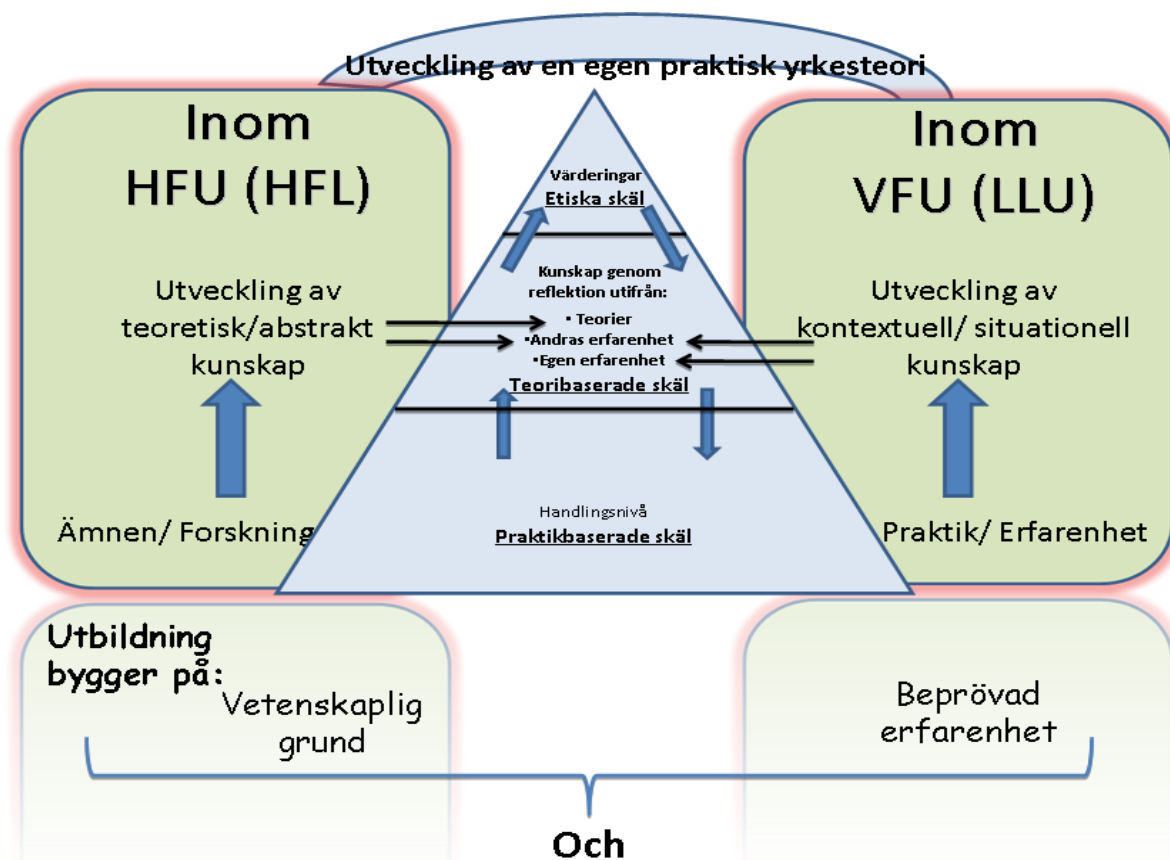 Utveckling av en egen praktisk yrkesteori
Inom
HFU (HFL)
Utveckling av
teoretisk/abstrakt
kunskap
Ämnen/ Forskning
Värderingar
Etiska skäl
Kunskap genom
reflektion utifrån:
• Teorier
•Andras erfarenhet
•Egen erfarenhet
Teoribaserade skäl
Handlingsnivå
Praktikbaserade skäl
Inom
VFU (LLU)
Utveckling av
kontextuell/ situationell
kunskap
Praktik/ Erfarenhet
Utbildning
bygger på:
Vetenskaplig
grund
Beprövad
erfarenhet
Och